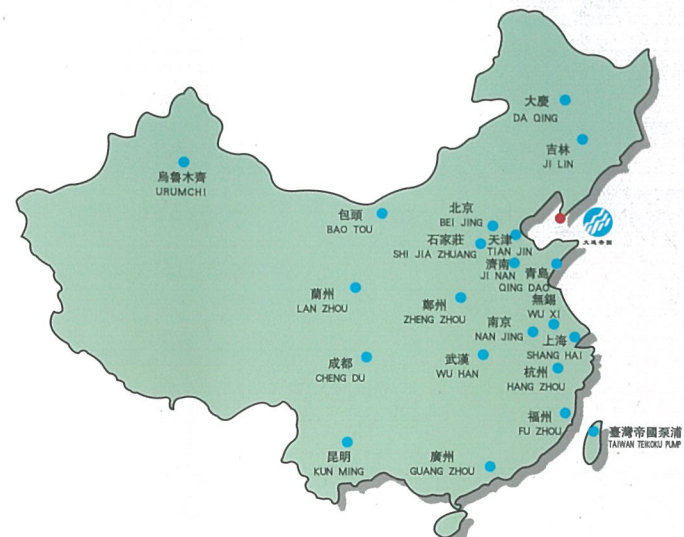 大慶
DA QING
吉林
JI LIN
烏魯木齊
URUMCHI
包頭
BAO TOU
北京
BEI JING
石家莊
SHI JIA ZHUANG
天津
TIAN JIN
大連帝國
濟南
JI NAN
青島
QING DAO
蘭州
LAN ZHOU
鄭州
ZHENG ZHOU
無錫
WU XI
南京
NAN JING
上海
SHANG HAI
成都
CHENG DU
武漢
WU HAN
杭州
HANG ZHOU
福州
FU ZHOU
臺灣帝國泵浦
TAIWAN TEIKOKU PUMP
昆明
KUN MING
廣州
GUANG ZHOU